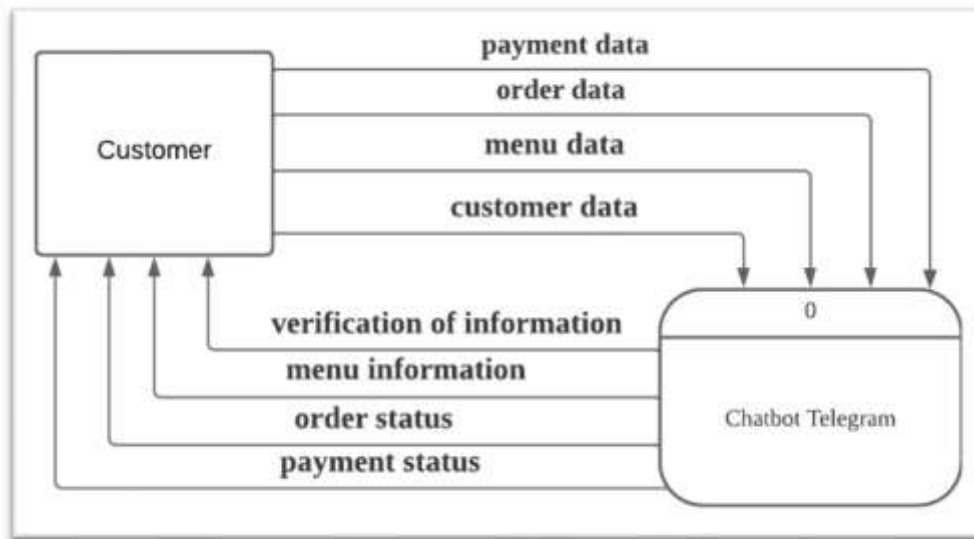 payment data
order data
Customer
menu data
customer data
0
verification of information
menu information
order status
Chatbot Telegram
payment status